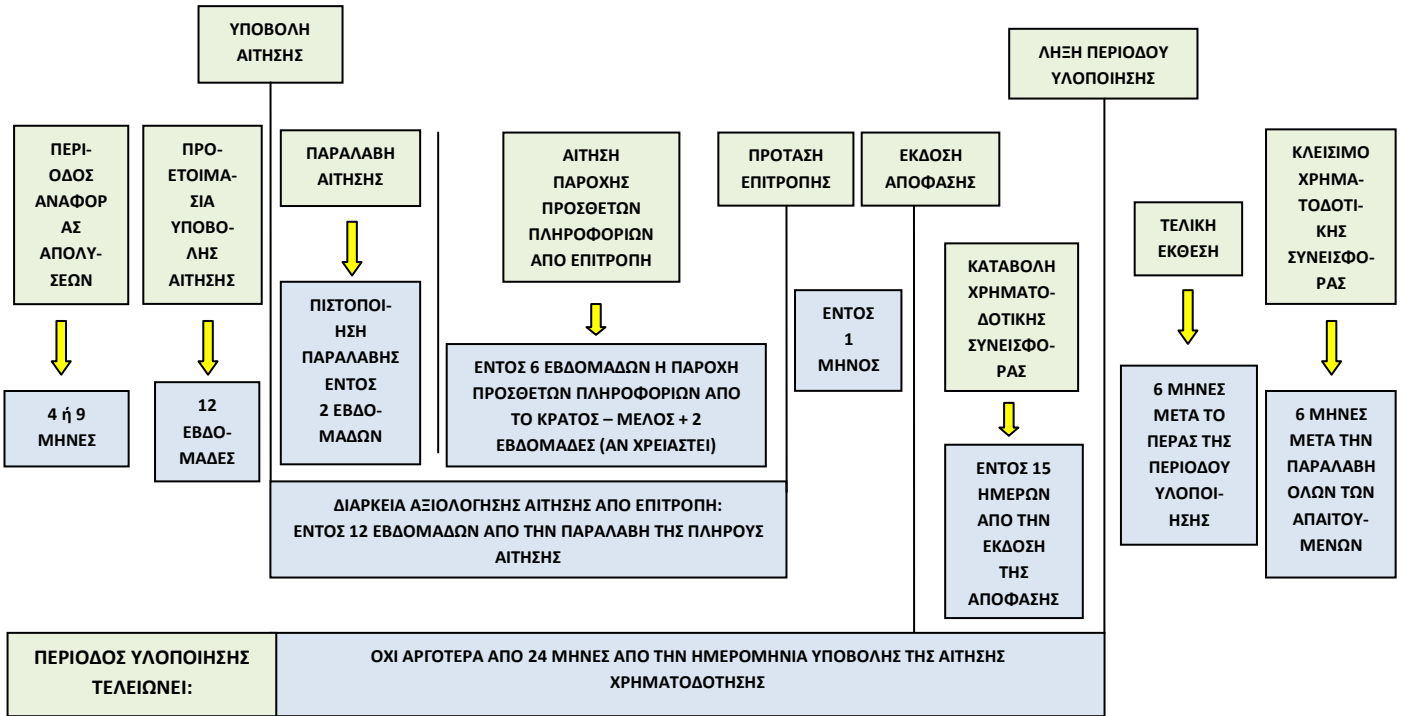 ΥΠΟΒΟΛΗ
ΑΙΤΗΣΗΣ
ΛΗΞΗ ΠΕΡΙΟΔΟΥ
ΥΛΟΠΟΙΗΣΗΣ
ΠΕΡΙ-
ΟΔΟΣ
ΑΝΑΦΟΡ
ΑΣ
ΑΠΟΛΥ-
ΣΕΩΝ
4 ή 9
ΜΗΝΕΣ
ΠΡΟ-
ΕΤΟΙΜΑ-
ΣΙΑ
ΥΠΟΒΟ-
ΛΗΣ
ΑΙΤΗΣΗΣ
12
ΕΒΔΟ-
ΜΑΔΕΣ
ΠΑΡΑΛΑΒΗ
ΑΙΤΗΣΗΣ
ΠΙΣΤΟΠΟΙ-
ΗΣΗ
ΠΑΡΑΛΑΒΗΣ
ΕΝΤΟΣ
2 ΕΒΔΟ-
ΜΑΔΩΝ
ΑΙΤΗΣΗ
ΠΑΡΟΧΗΣ
ΠΡΟΣΘΕΤΩΝ
ΠΛΗΡΟΦΟΡΙΩΝ
ΑΠΟ ΕΠΙΤΡΟΠΗ
ΕΝΤΟΣ 6 ΕΒΔΟΜΑΔΩΝ Η ΠΑΡΟΧΗ
ΠΡΟΣΘΕΤΩΝ ΠΛΗΡΟΦΟΡΙΩΝ ΑΠΟ
ΤΟ ΚΡΑΤΟΣ – ΜΕΛΟΣ + 2
ΕΒΔΟΜΑΔΕΣ (ΑΝ ΧΡΕΙΑΣΤΕΙ)
ΠΡΟΤΑΣΗ
ΕΠΙΤΡΟΠΗΣ
ΕΝΤΟΣ
1
ΜΗΝΟΣ
ΕΚΔΟΣΗ
ΑΠΟΦΑΣΗΣ
ΚΑΤΑΒΟΛΗ
ΧΡΗΜΑΤΟ-
ΔΟΤΙΚΗΣ
ΣΥΝΕΙΣΦΟ-
ΡΑΣ
ΕΝΤΟΣ 15
ΗΜΕΡΩΝ
ΑΠΟ ΤΗΝ
ΕΚΔΟΣΗ
ΤΗΣ
ΑΠΟΦΑΣΗΣ
ΤΕΛΙΚΗ
ΕΚΘΕΣΗ
6 ΜΗΝΕΣ
ΜΕΤΑ ΤΟ
ΠΕΡΑΣ ΤΗΣ
ΠΕΡΙΟΔΟΥ
ΥΛΟΠΟΙ-
ΗΣΗΣ
ΚΛΕΙΣΙΜΟ
ΧΡΗΜΑ-
ΤΟΔΟΤΙ-
ΚΗΣ
ΣΥΝΕΙΣΦΟ-
ΡΑΣ
6 ΜΗΝΕΣ
ΜΕΤΑ ΤΗΝ
ΠΑΡΑΛΑΒΗ
ΟΛΩΝ ΤΩΝ
ΑΠΑΙΤΟΥ-
ΜΕΝΩΝ
ΔΙΑΡΚΕΙΑ ΑΞΙΟΛΟΓΗΣΗΣ ΑΙΤΗΣΗΣ ΑΠΟ ΕΠΙΤΡΟΠΗ:
ΕΝΤΟΣ 12 ΕΒΔΟΜΑΔΩΝ ΑΠΟ ΤΗΝ ΠΑΡΑΛΑΒΗ ΤΗΣ ΠΛΗΡΟΥΣ
ΑΙΤΗΣΗΣ
ΠΕΡΙΟΔΟΣ ΥΛΟΠΟΙΗΣΗΣ
ΤΕΛΕΙΩΝΕΙ:
ΟΧΙ ΑΡΓΟΤΕΡΑ ΑΠΟ 24 ΜΗΝΕΣ ΑΠΟ ΤΗΝ ΗΜΕΡΟΜΗΝΙΑ ΥΠΟΒΟΛΗΣ ΤΗΣ ΑΙΤΗΣΗΣ
ΧΡΗΜΑΤΟΔΟΤΗΣΗΣ